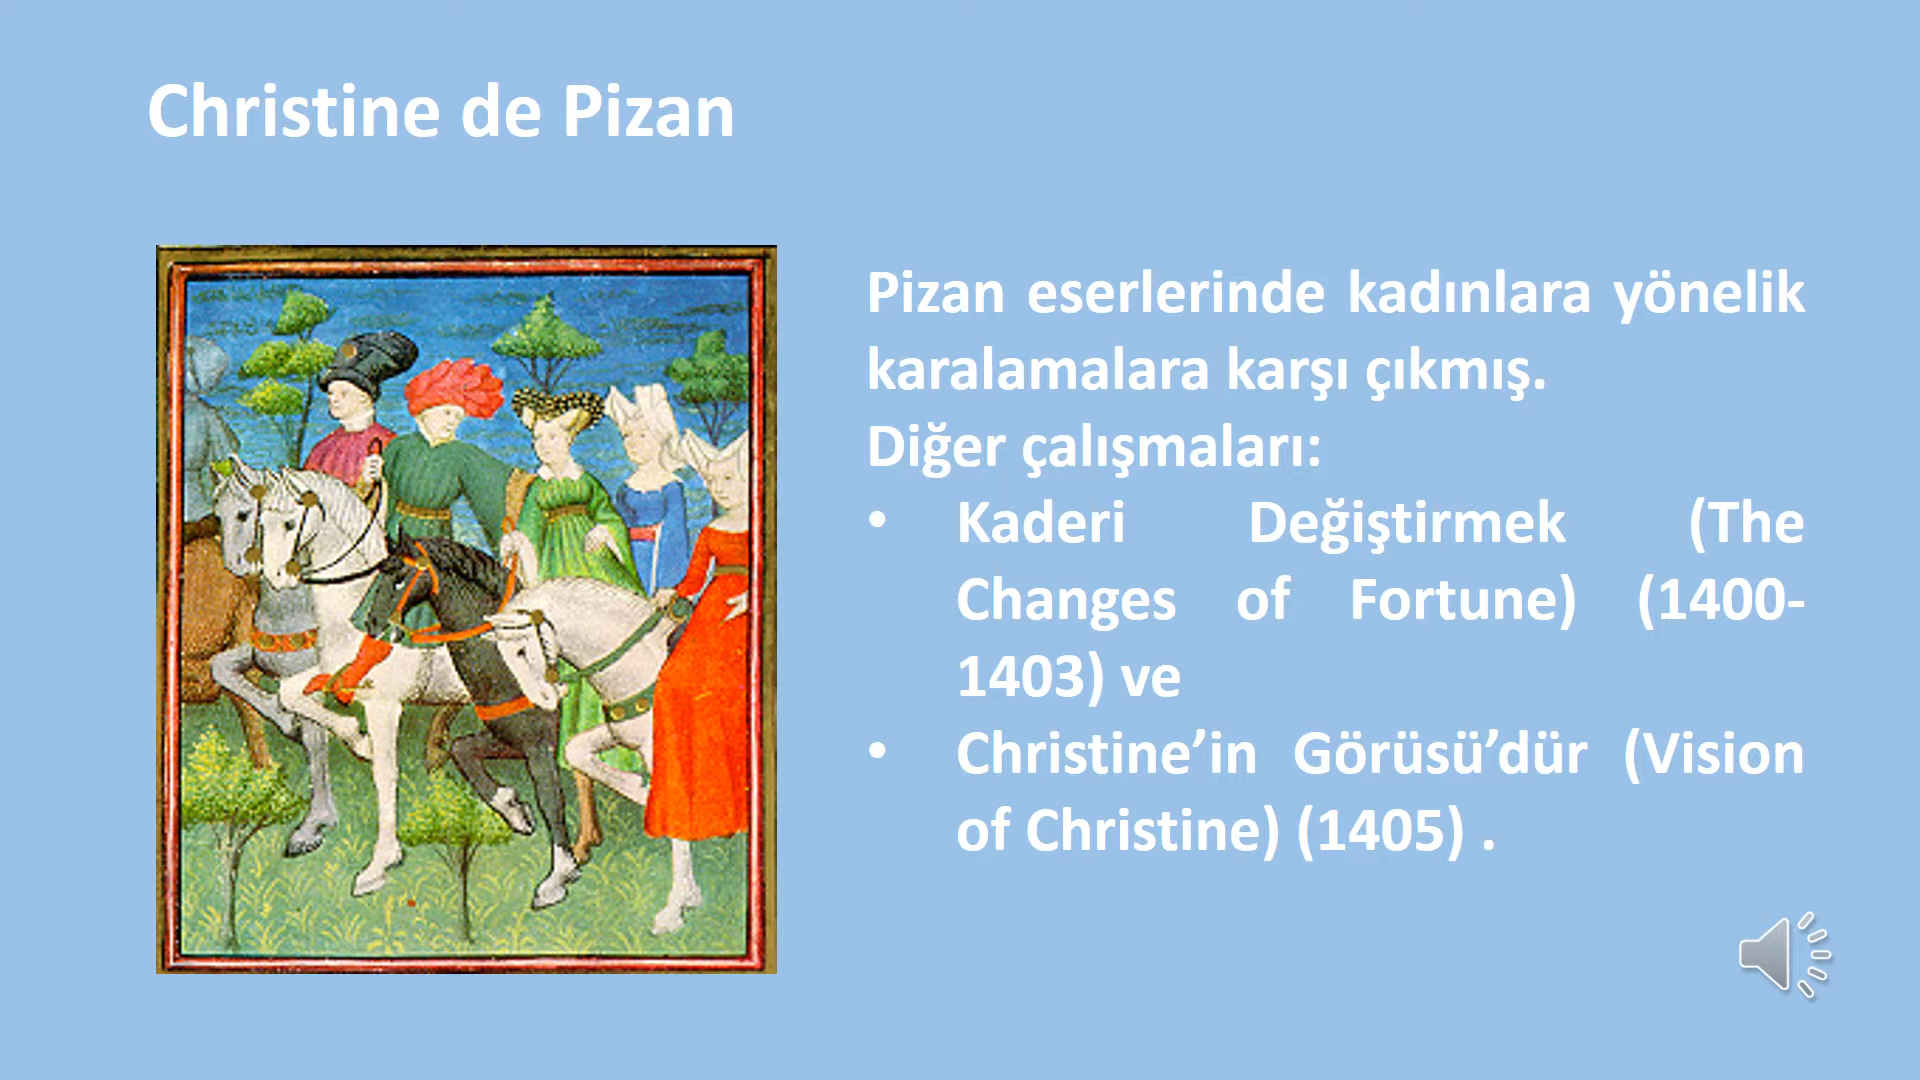 Christine de Pizan
Pizan eserlerinde kadınlara yönelik
karalamalara karşı çıkmış.
Diğer çalışmaları:
• Kaderi Değiştirmek (The
Changes of Fortune) (1400-
1403) ve
• Christine’in Görüsü’dür (Vision
of Christine) (1405) .